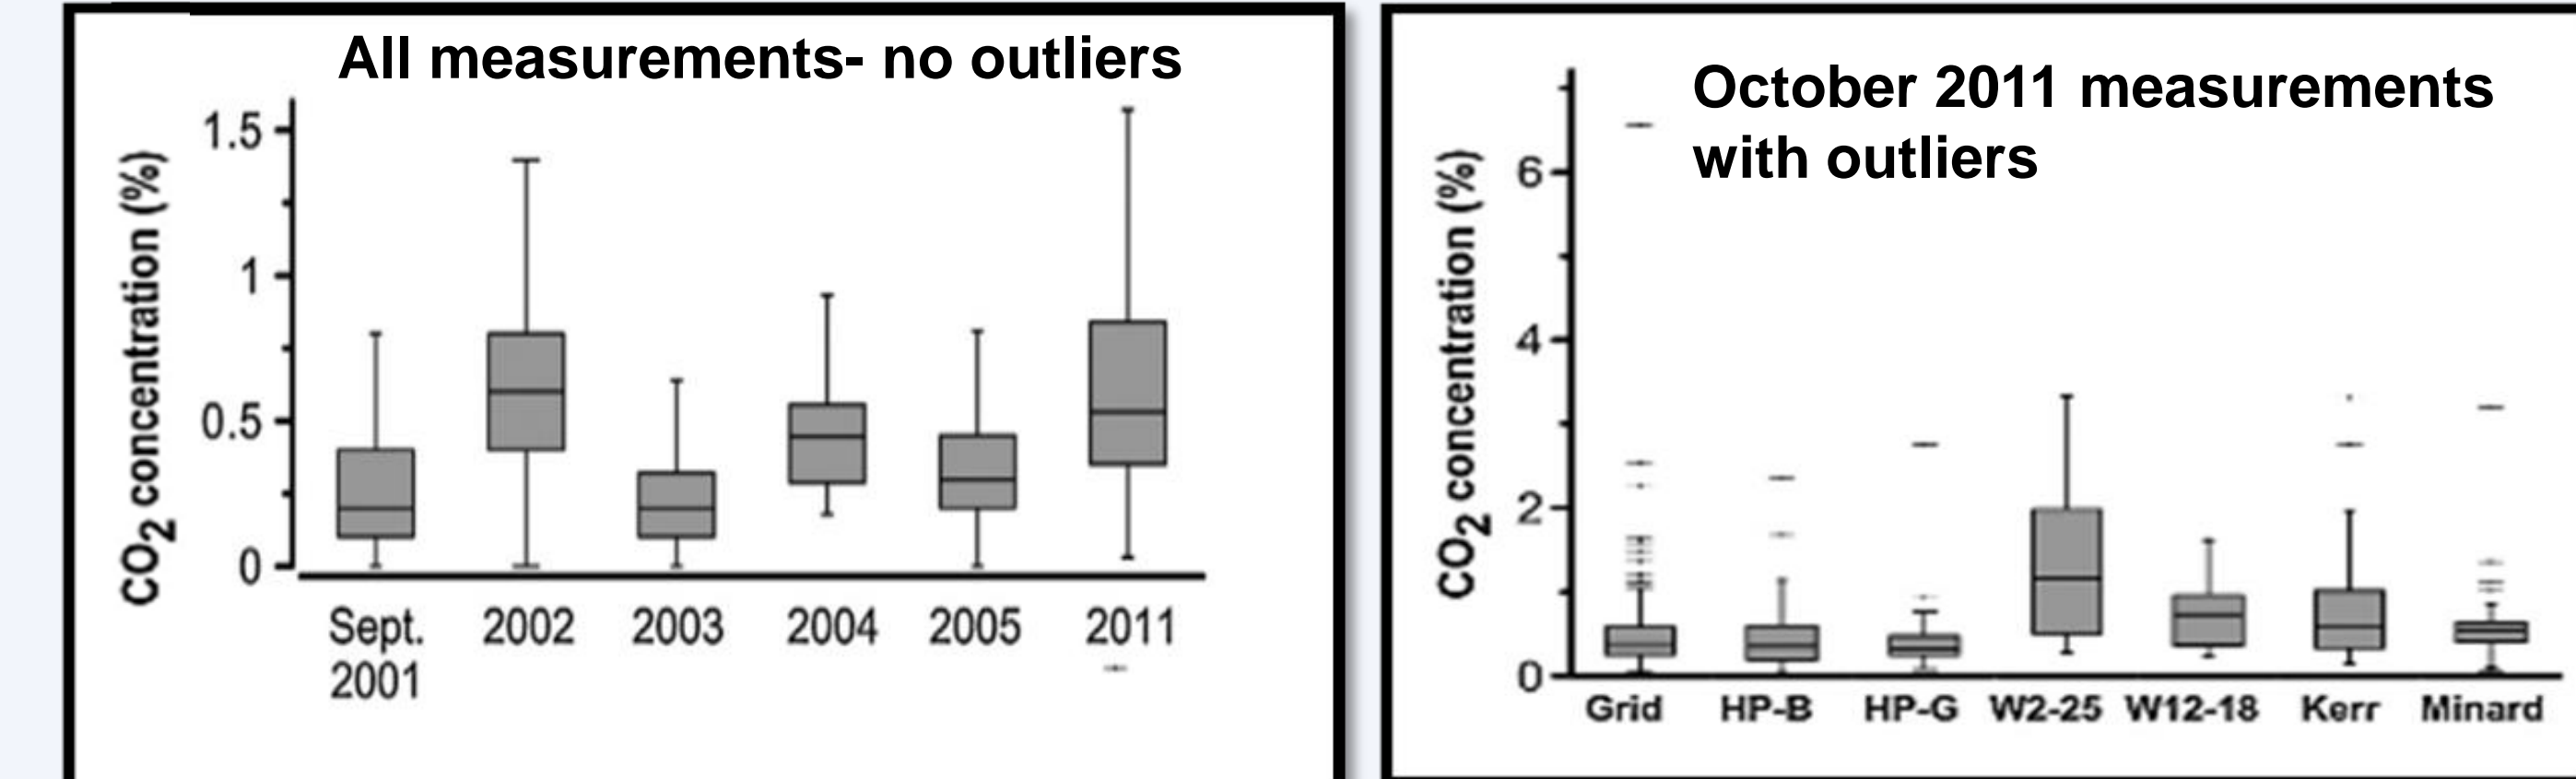 All measurements- no outliers
CO2 concentration (%)
1.5
1
0.5
0
Sept. 2002 2003 2004 2005 2011
2001
October 2011 measurements
with outliers
CO2 concentration (%)
6
4
2
0
Grid HP-B HP-G W2-25 W12-18 Kerr Minard